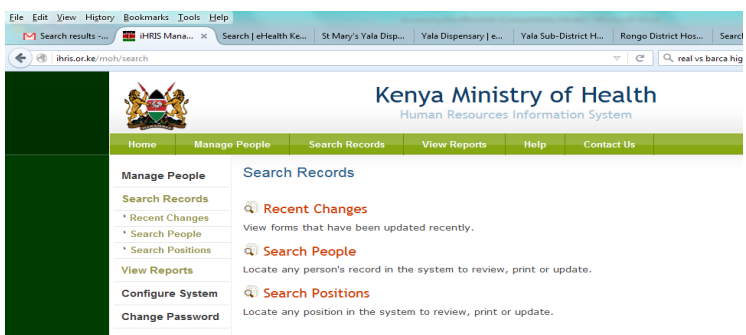 File Edit View History Bookmarks Tools Help
Search results -... iHRIS Mana... × Search | eHealth Ke... St Mary's Yala Disp... Yala Dispensary | e... Yala Sub-District H... Rongo District Hos... Search
ihris.or.ke/moh/search real vs barca hig
Kenya Ministry of Health
Human Resources Information System
Home Manage People Search Records View Reports Help Contact Us
Manage People
Search Records
Recent Changes
Search People
Search Positions
View Reports
Configure System
Change Password
Search Records
Recent Changes
View forms that have been updated recently.
Search People
Locate any person's record in the system to review, print or update.
Search Positions
Locate any position in the system to review, print or update.